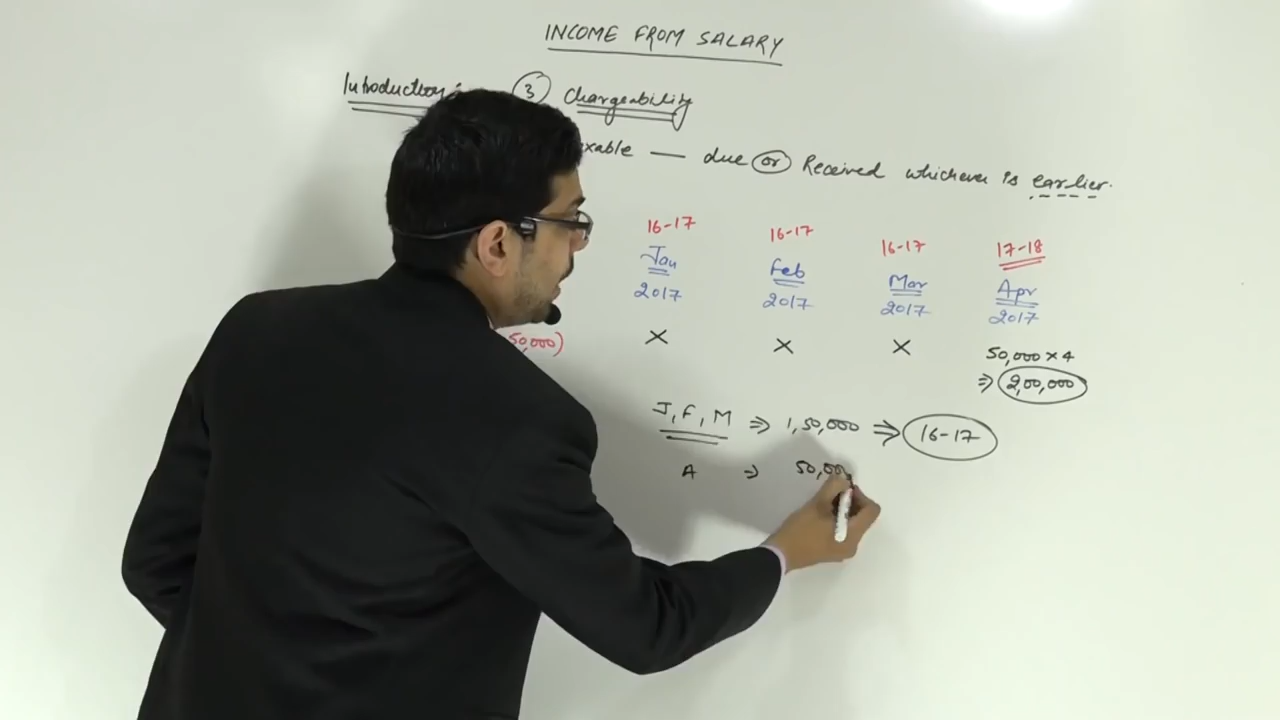 INCOME FROM SALARY
Introduction ③ Chargeability
xable — due or Received whichever is earlier.
16-17 16-17 16-17 17-18
Jan Feb Mar Apr
2017 2017 2017 2017
50,000) × × × 50,000 × 4
⇒ 2,00,000
J, F, M ⇒ 1,50,000 ⇒ 16-17
A ⇒ 50,000